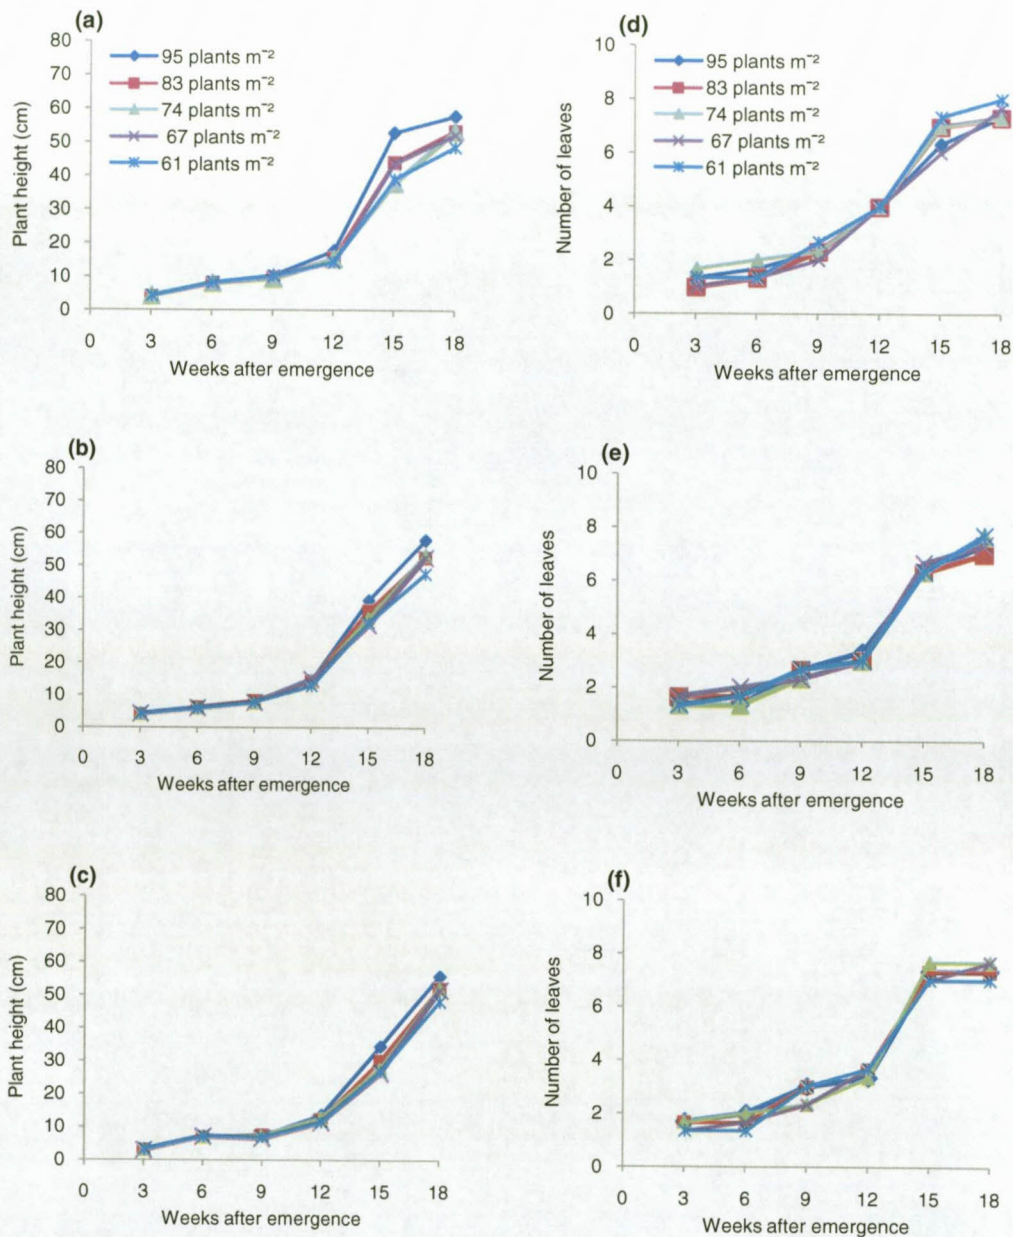 (a)
80
70
60
50
40
30
20
10
0
Plant height (cm)
95 plants m⁻²
83 plants m⁻²
74 plants m⁻²
67 plants m⁻²
61 plants m⁻²
0 3 6 9 12 15 18
Weeks after emergence
(d)
10
8
6
4
2
0
Number of leaves
95 plants m⁻²
83 plants m⁻²
74 plants m⁻²
67 plants m⁻²
61 plants m⁻²
0 3 6 9 12 15 18
Weeks after emergence
(b)
80
70
60
50
40
30
20
10
0
Plant height (cm)
0 3 6 9 12 15 18
Weeks after emergence
(e)
10
8
6
4
2
0
Number of leaves
0 3 6 9 12 15 18
Weeks after emergence
(c)
80
70
60
50
40
30
20
10
0
Plant height (cm)
0 3 6 9 12 15 18
Weeks after emergence
(f)
10
8
6
4
2
0
Number of leaves
0 3 6 9 12 15 18
Weeks after emergence